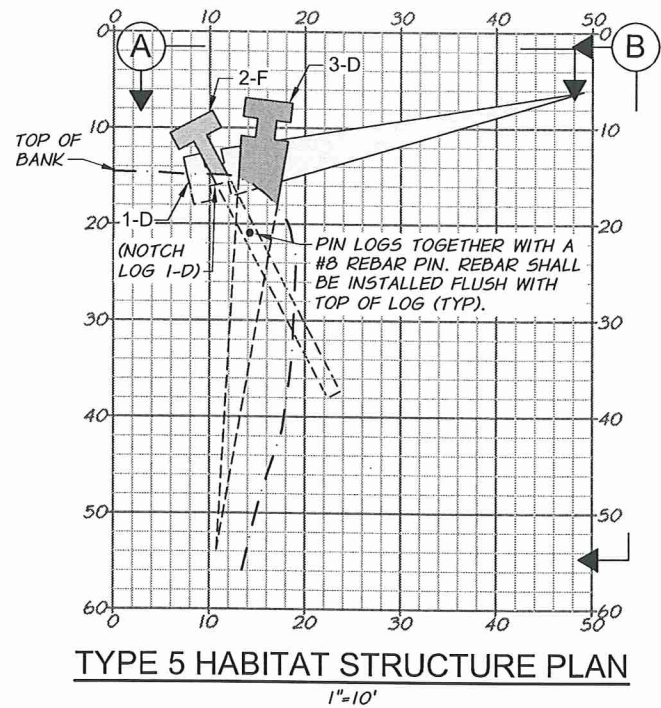 0 10 20 30 40 50
0 0
A B
2-F 3-D
10 10
TOP OF
BANK
20 20
1-D
(NOTCH
LOG 1-D)
PIN LOGS TOGETHER WITH A
#8 REBAR PIN. REBAR SHALL
BE INSTALLED FLUSH WITH
TOP OF LOG (TYP).
30 30
40 40
50 50
60 60
0 10 20 30 40 50
TYPE 5 HABITAT STRUCTURE PLAN
1"=10'